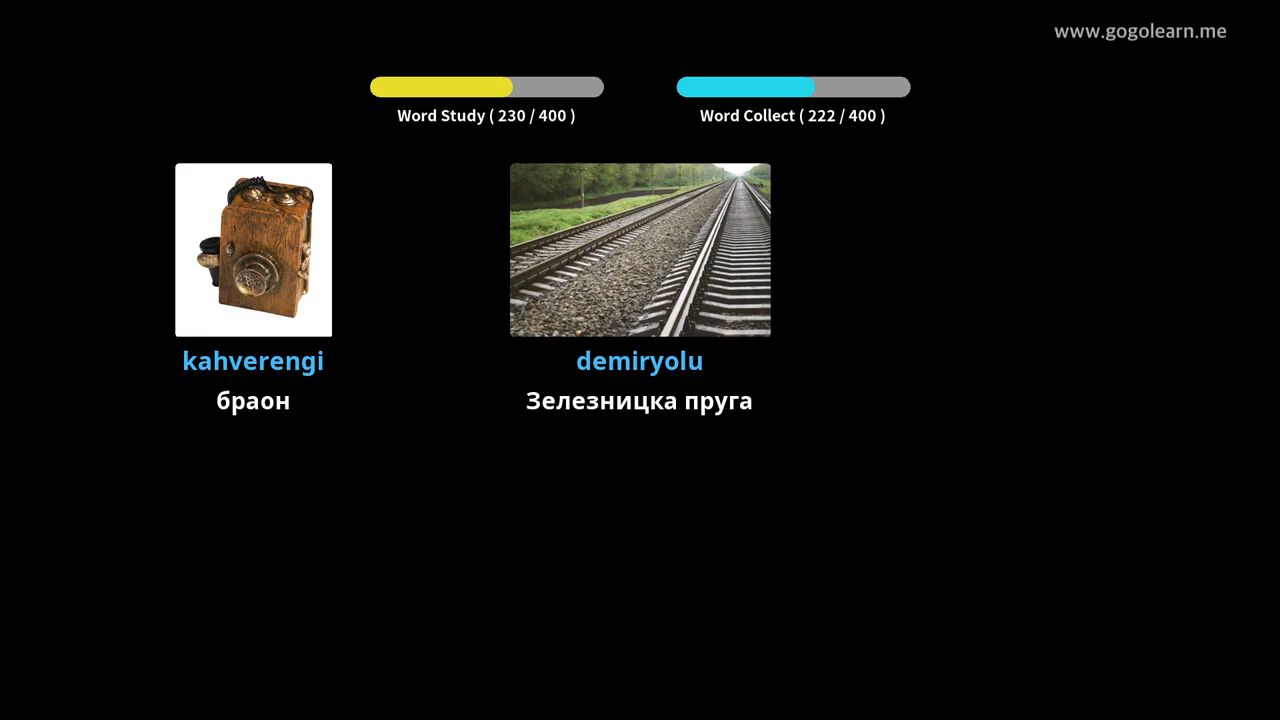 www.gogolearn.me
Word Study ( 230 / 400 )
Word Collect ( 222 / 400 )
kahverengi
demiryolu
браон
Зелезницка пруга